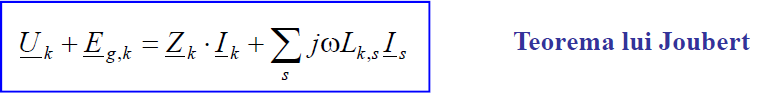 U_k + E_{g,k} = Z_k · I_k + ∑_s jωL_{k,s} I_s Teorema lui Joubert